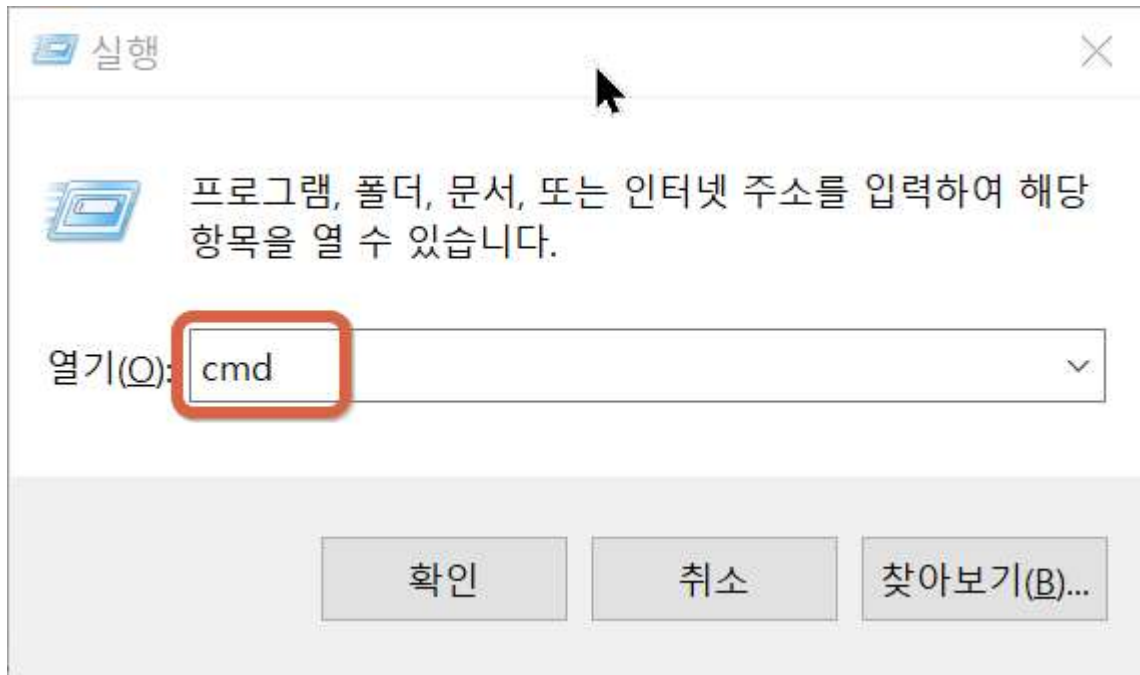 실행
프로그램, 폴더, 문서, 또는 인터넷 주소를 입력하여 해당
항목을 열 수 있습니다.
열기(O): cmd
확인 취소 찾아보기(B)...